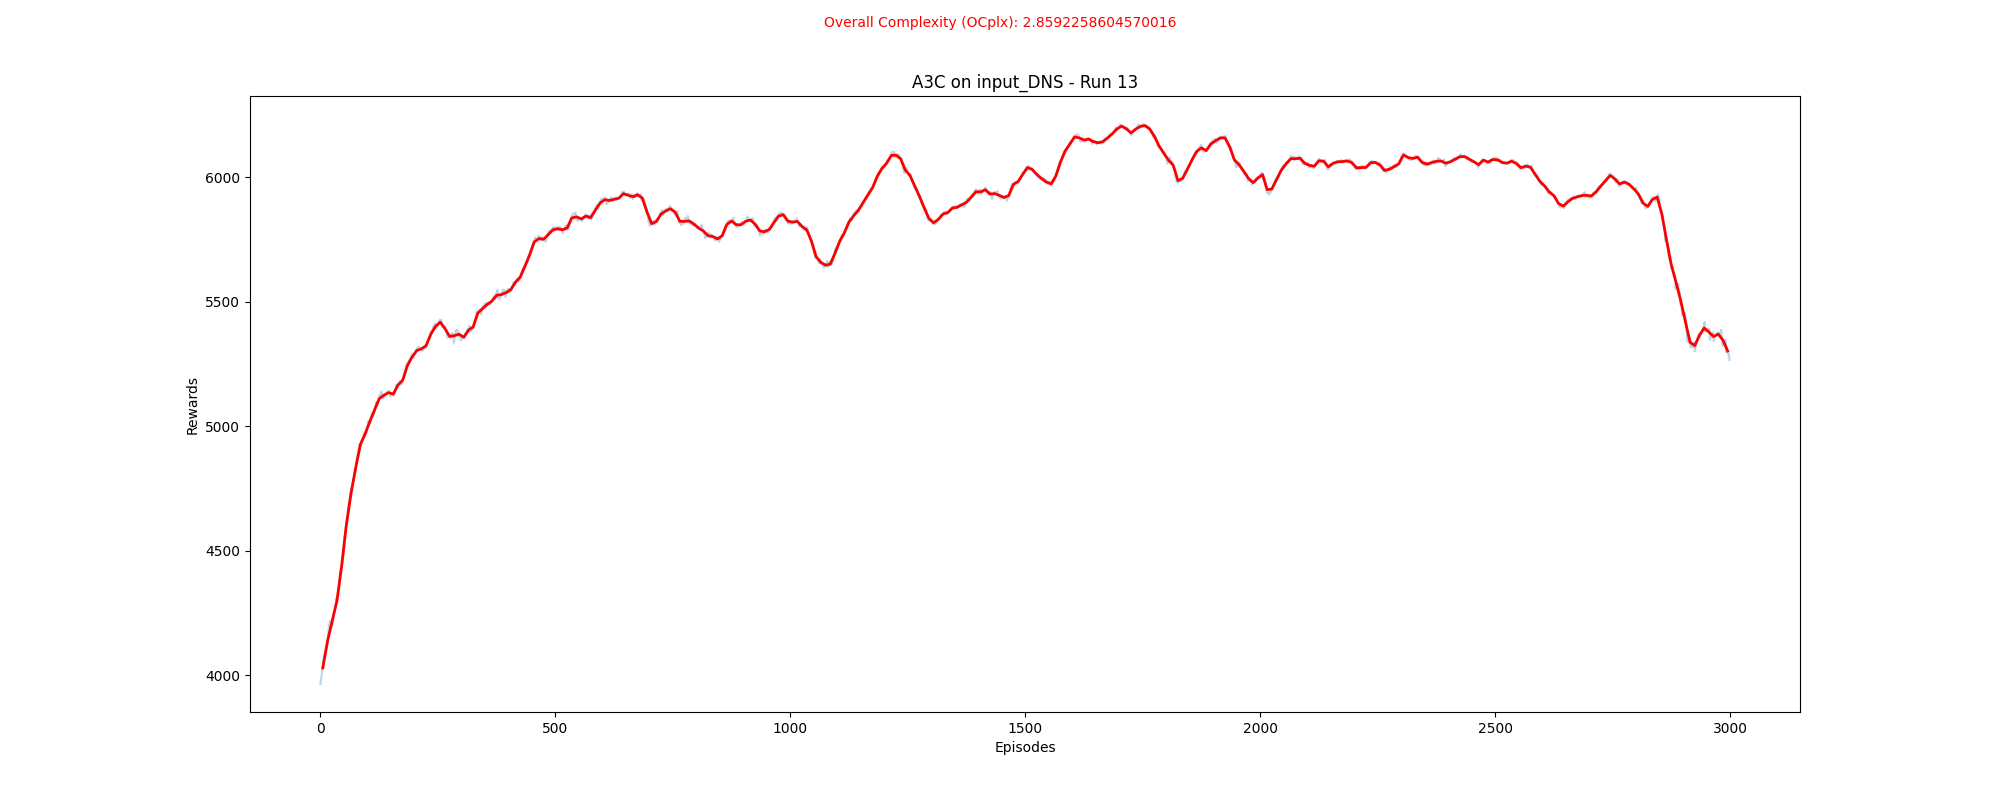 Overall Complexity (OCplx): 2.8592258604570016
A3C on input_DNS - Run 13
6000
5500
5000
4500
4000
Rewards
0 500 1000 1500 2000 2500 3000
Episodes